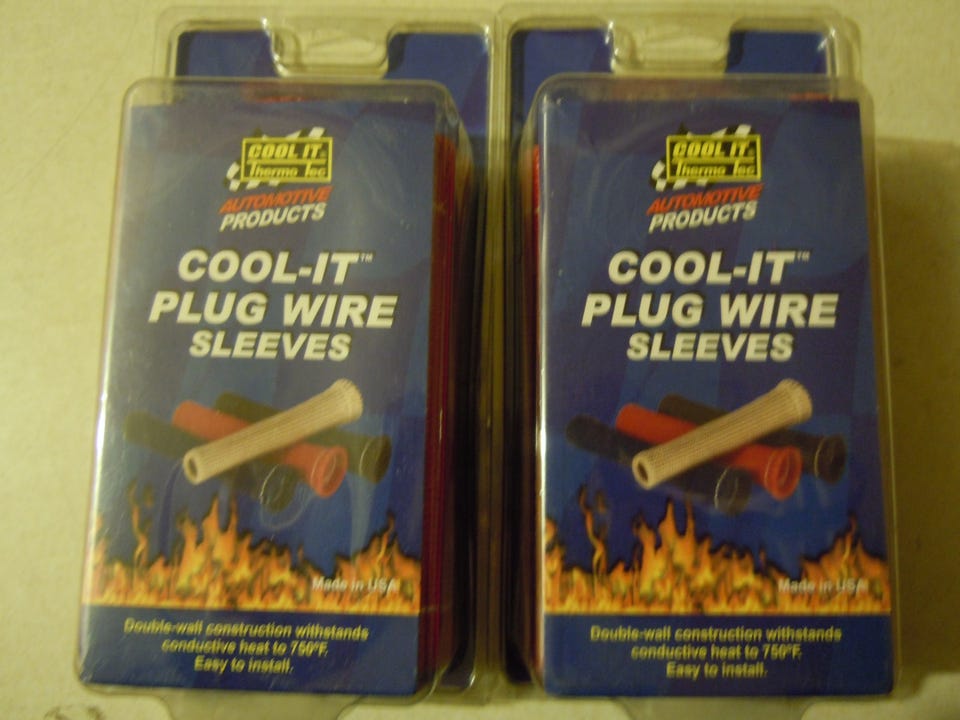 COOL IT
Thermo Tec
AUTOMOTIVE
PRODUCTS
COOL-IT™
PLUG WIRE
SLEEVES
Made in USA
Double-wall construction withstands
conductive heat to 750°F.
Easy to install.
COOL IT
Thermo Tec
AUTOMOTIVE
PRODUCTS
COOL-IT™
PLUG WIRE
SLEEVES
Made in USA
Double-wall construction withstands
conductive heat to 750°F.
Easy to install.